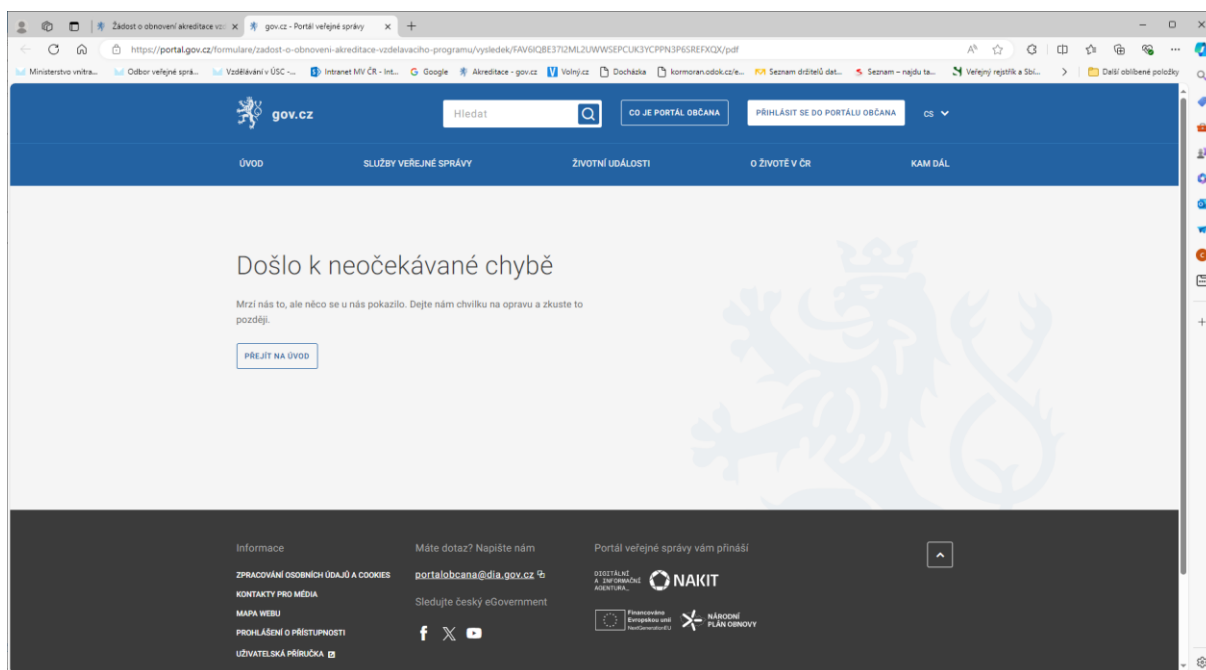 Žádost o obnovení akreditace vz
gov.cz - Portál veřejné správy
https://portal.gov.cz/formulare/zadost-o-obnoveni-akreditace-vzdelavaciho-programu/vysledek/FAV6IQBE37I2ML2UWWSEPCUK3YCPPN3P6SREFXQX/pdf
Ministerstvo vnitra... Odbor veřejné sprá... Vzdělávání v ÚSC -... Intranet MV ČR - Int... Google Akreditace - gov.cz Volný.cz Docházka kormoran.odok.cz/e... Seznam držitelů dat... Seznam – najdu ta... Veřejný rejstřík a Sbí... Další oblíbené položky
gov.cz Hledat CO JE PORTÁL OBČANA PŘIHLÁSIT SE DO PORTÁLU OBČANA CS
ÚVOD SLUŽBY VEŘEJNÉ SPRÁVY ŽIVOTNÍ UDÁLOSTI O ŽIVOTĚ V ČR KAM DÁL
Došlo k neočekávané chybě
Mrzí nás to, ale něco se u nás pokazilo. Dejte nám chvilku na opravu a zkuste to
později.
PŘEJÍT NA ÚVOD
Informace
ZPRACOVÁNÍ OSOBNÍCH ÚDAJŮ A COOKIES
KONTAKTY PRO MÉDIA
MAPA WEBU
PROHLÁŠENÍ O PŘÍSTUPNOSTI
UŽIVATELSKÁ PŘÍRUČKA
Máte dotaz? Napište nám
portalobcana@dia.gov.cz
Sledujte český eGovernment
Portál veřejné správy vám přináší
DIGITÁLNÍ
A INFORMAČNÍ
AGENTURA_
NAKIT
Financováno
Evropskou unií
NextGenerationEU
NÁRODNÍ
PLÁN OBNOVY